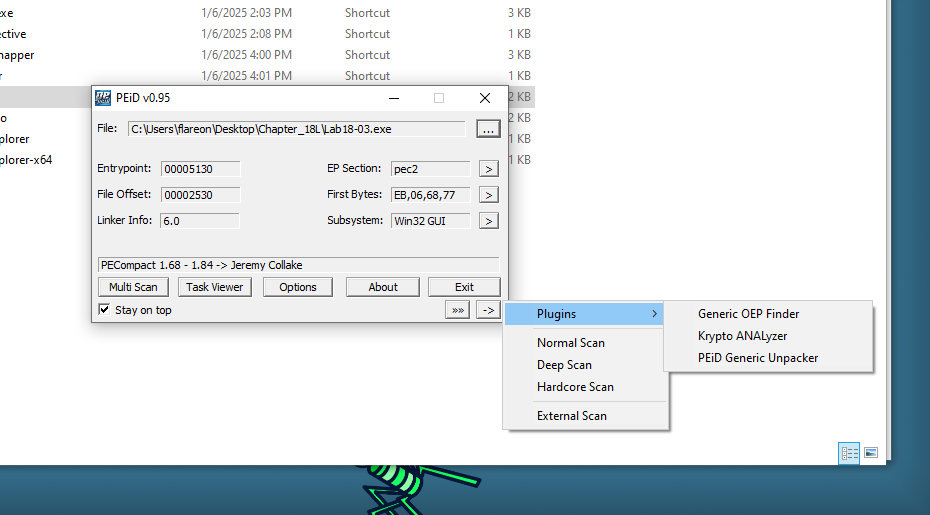 xe 1/6/2025 2:03 PM Shortcut 3 KB
ective 1/6/2025 2:08 PM Shortcut 1 KB
napper 1/6/2025 4:00 PM Shortcut 3 KB
r 1/6/2025 4:01 PM Shortcut 1 KB
2 KB
PEiD v0.95
o KB
File: C:\Users\flareon\Desktop\Chapter_18L\Lab18-03.exe ...
plorer 1 KB
plorer-x64 1 KB
Entrypoint: 00005130 EP Section: pec2 >
File Offset: 00002530 First Bytes: EB,06,68,77 >
Linker Info: 6.0 Subsystem: Win32 GUI >
PECompact 1.68 - 1.84 -> Jeremy Collake
Multi Scan Task Viewer Options About Exit
Stay on top »» ->
Plugins >
Normal Scan
Deep Scan
Hardcore Scan
External Scan
Generic OEP Finder
Krypto ANALyzer
PEiD Generic Unpacker